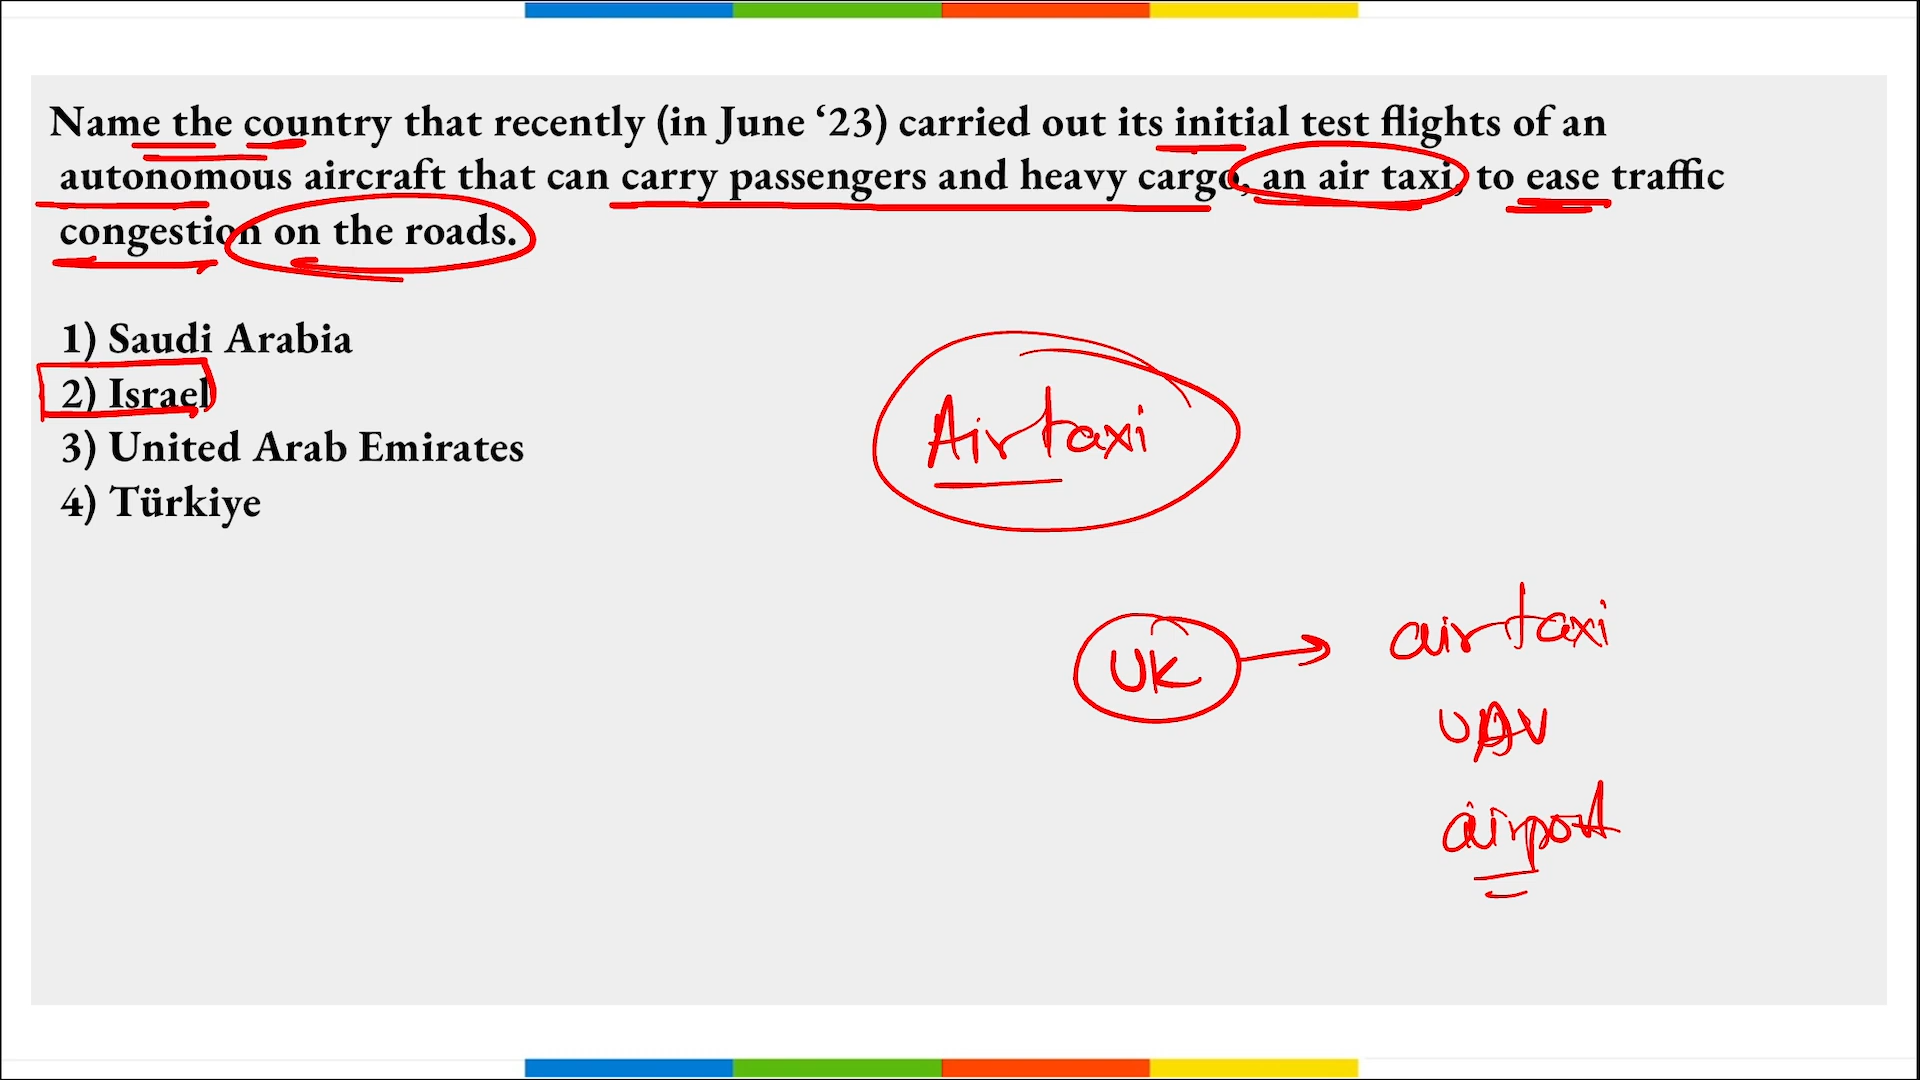 Name the country that recently (in June ‘23) carried out its initial test flights of an
autonomous aircraft that can carry passengers and heavy cargo, an air taxi, to ease traffic
congestion on the roads.
1) Saudi Arabia
2) Israel
3) United Arab Emirates
4) Türkiye
Air taxi
UK
air taxi
UAV
airport